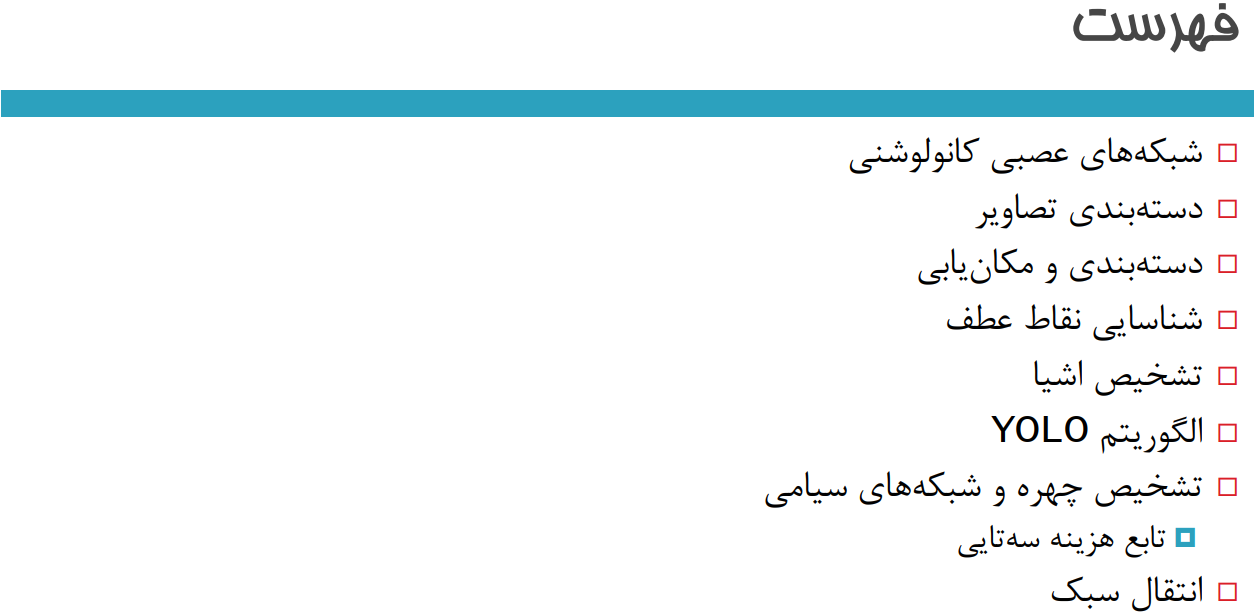 فهرست
شبکه‌های عصبی کانولوشنی
دسته‌بندی تصاویر
دسته‌بندی و مکان‌یابی
شناسایی نقاط عطف
تشخیص اشیا
الگوریتم YOLO
تشخیص چهره و شبکه‌های سیامی
تابع هزینه سه‌تایی
انتقال سبک